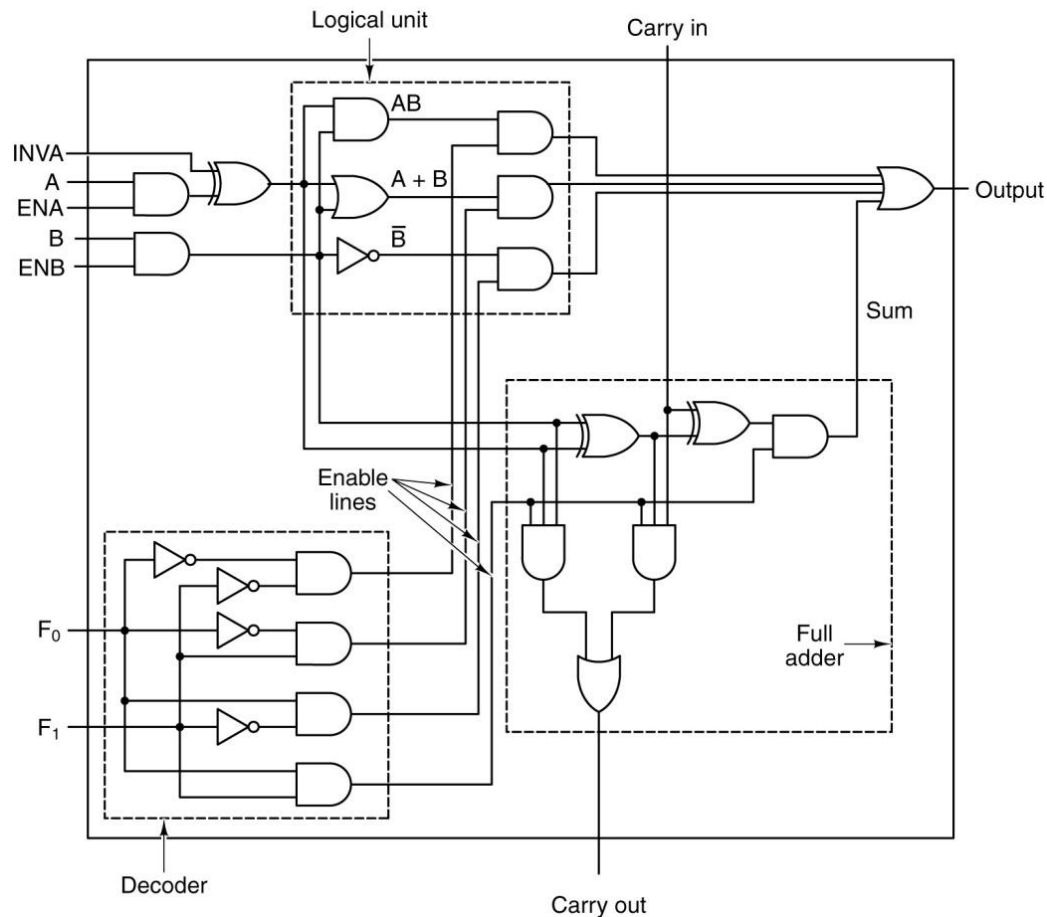 Logical unit
Carry in
AB
INVA
A
A + B
ENA
Output
B
B̅
ENB
Sum
Enable
lines
F₀
Full
adder
F₁
Decoder
Carry out